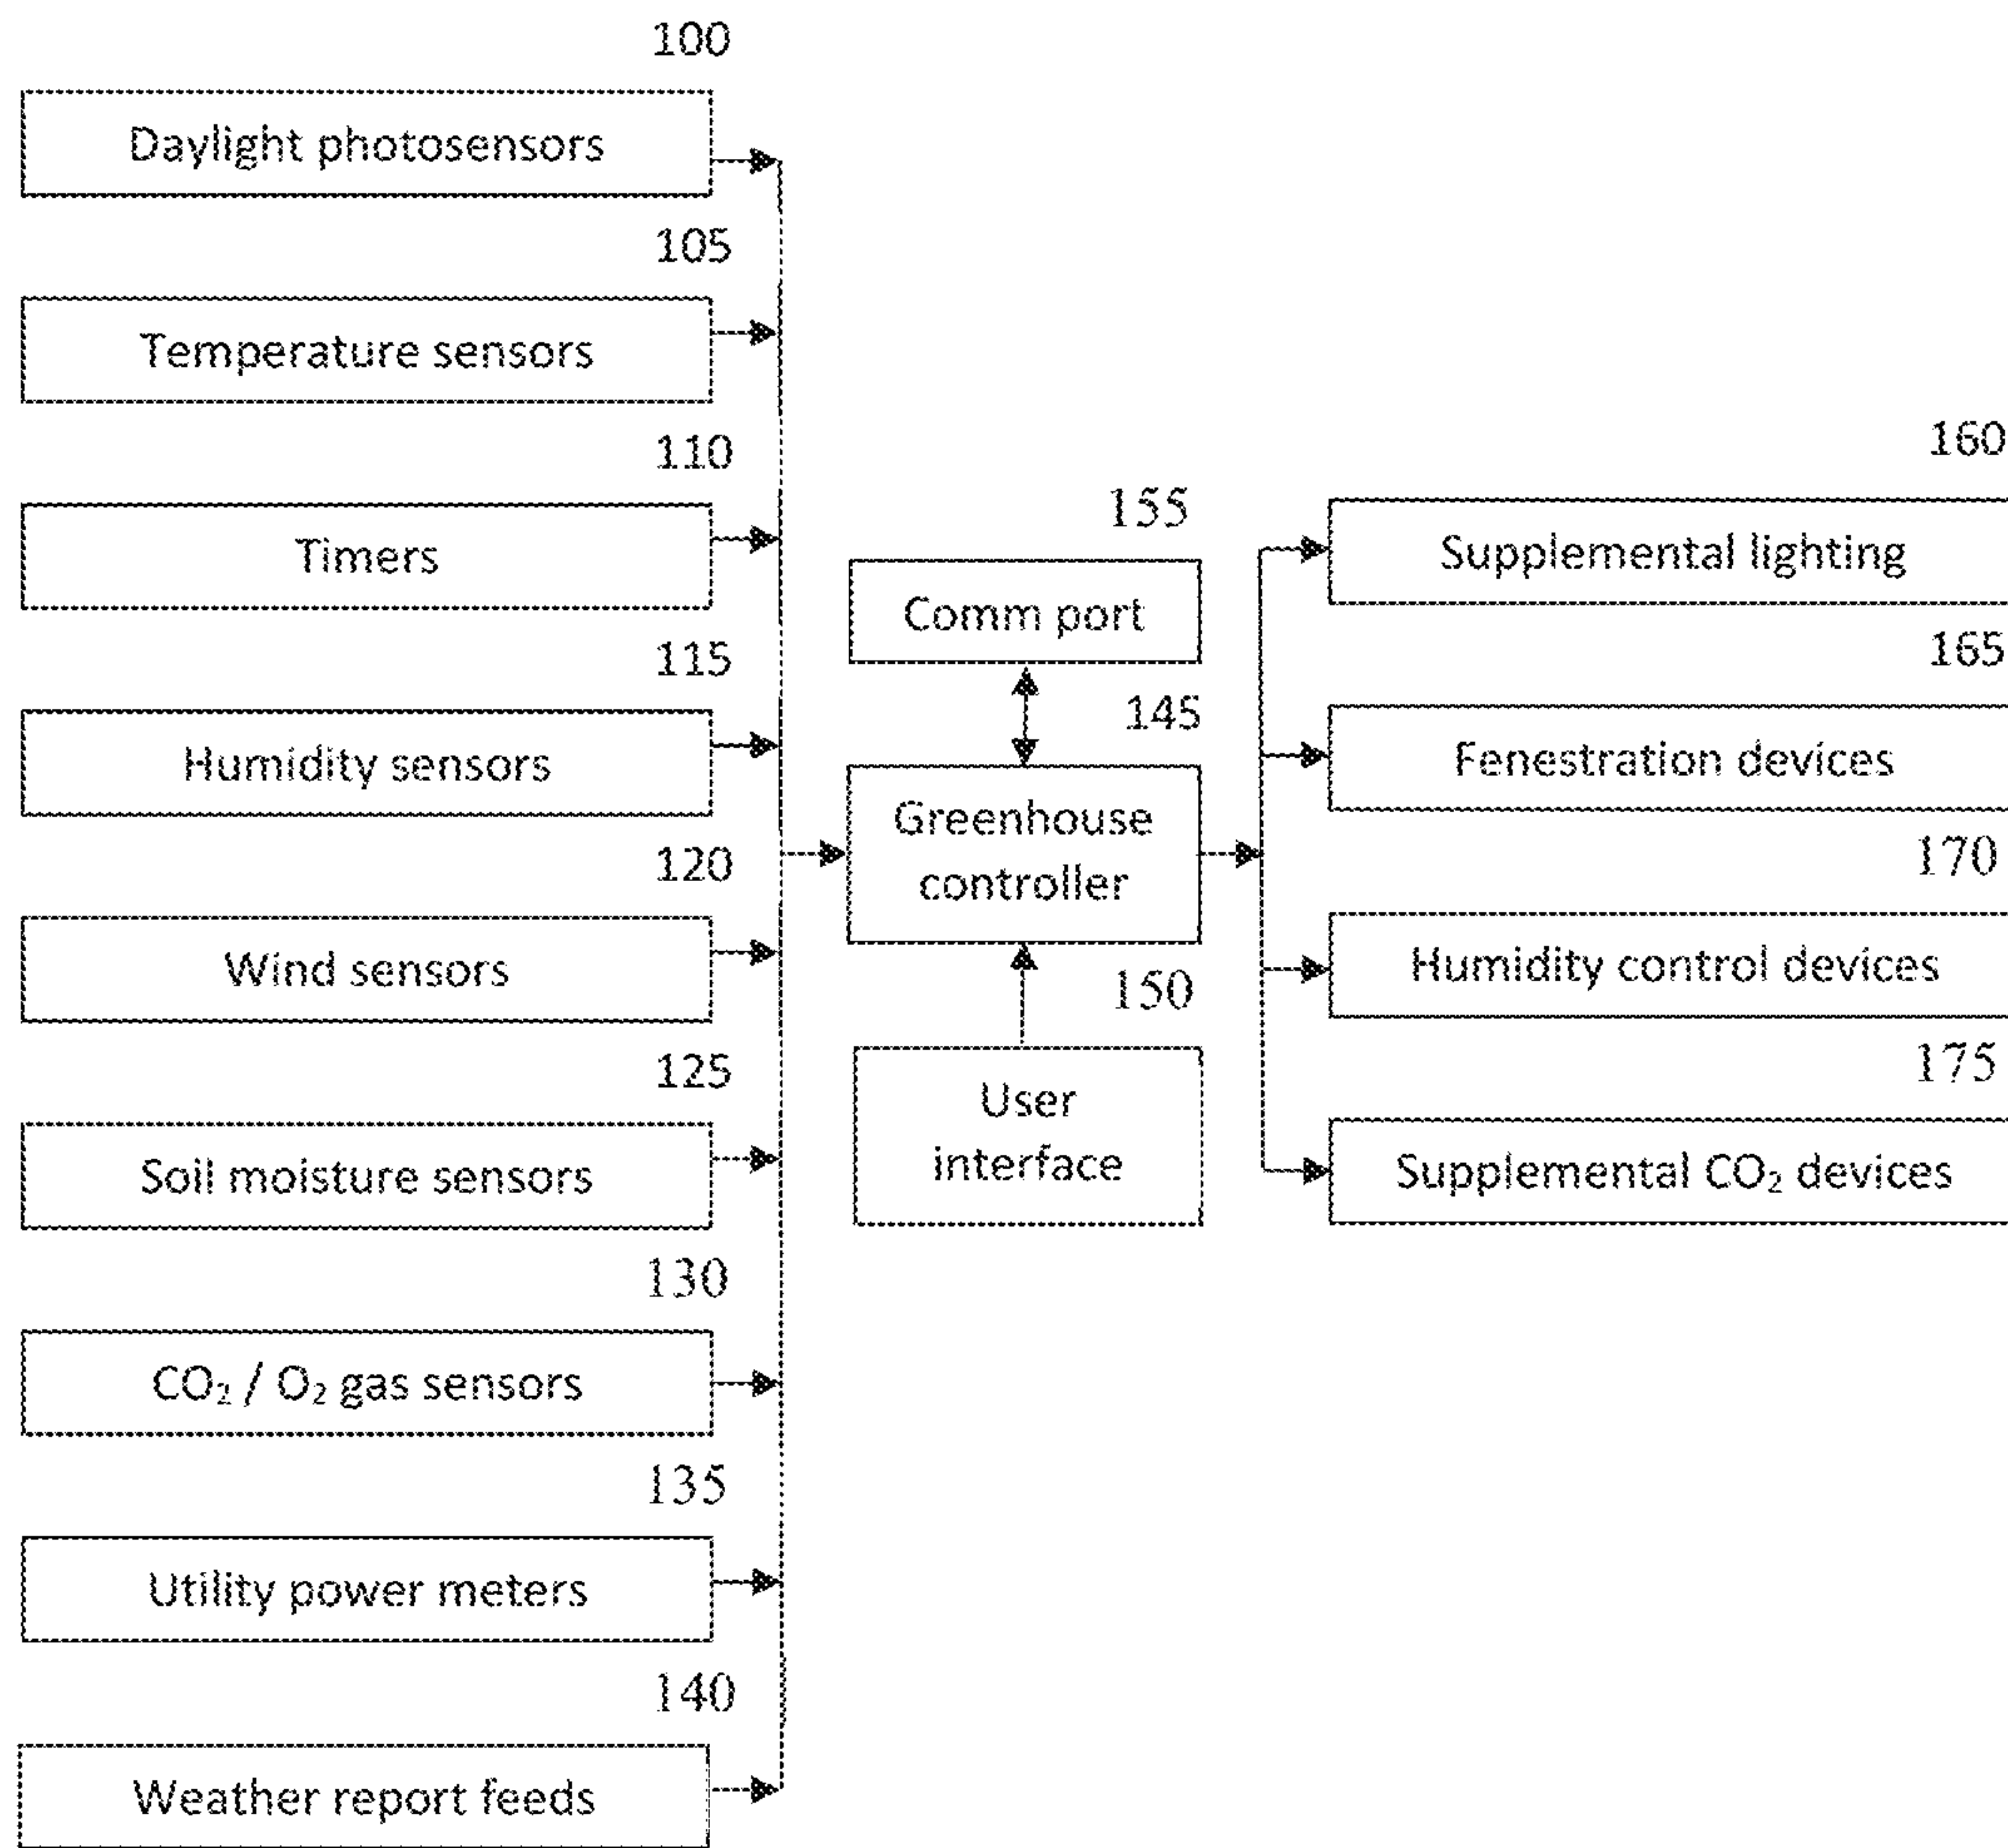 100
Daylight photosensors
105
Temperature sensors
110
Timers
115
Humidity sensors
120
Wind sensors
125
Soil moisture sensors
130
CO₂ / O₂ gas sensors
135
Utility power meters
140
Weather report feeds
155
Comm port
145
Greenhouse
controller
150
User
interface
160
Supplemental lighting
165
Fenestration devices
170
Humidity control devices
175
Supplemental CO₂ devices